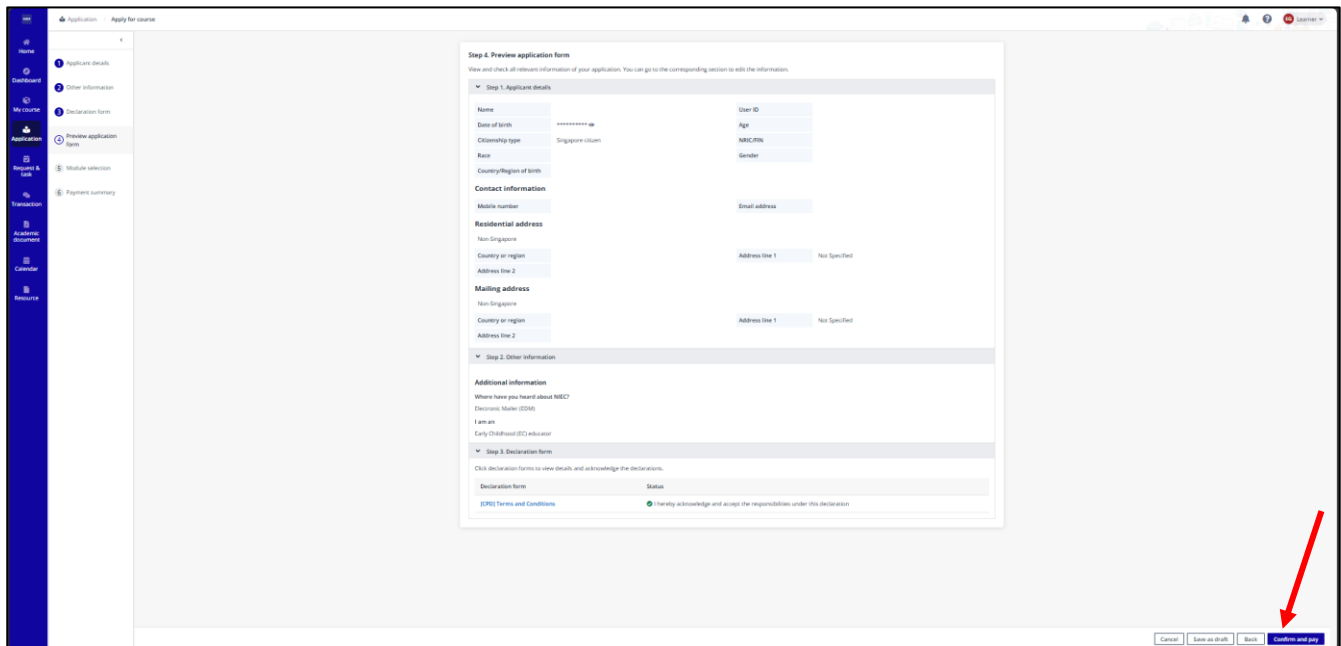 Application / Apply for course
Learner
Home
Dashboard
My course
Application
Request & task
Transaction
Academic document
Calendar
Resource
1 Applicant details
2 Other information
3 Declaration form
4 Preview application form
5 Module selection
6 Payment summary
Step 4. Preview application form
View and check all relevant information of your application. You can go to the corresponding section to edit the information.
Step 1. Applicant details
Name User ID
Date of birth ********** Age
Citizenship type Singapore citizen NRIC/FIN
Race Gender
Country/Region of birth
Contact information
Mobile number Email address
Residential address
Non-Singapore
Country or region Address line 1 Not Specified
Address line 2
Mailing address
Non-Singapore
Country or region Address line 1 Not Specified
Address line 2
Step 2. Other information
Additional information
Where have you heard about NIEC?
Electronic Mailer (EDM)
I am an
Early Childhood (EC) educator
Step 3. Declaration form
Click declaration forms to view details and acknowledge the declarations.
Declaration form Status
[CPD] Terms and Conditions I hereby acknowledge and accept the responsibilities under this declaration
Cancel Save as draft Back Confirm and pay